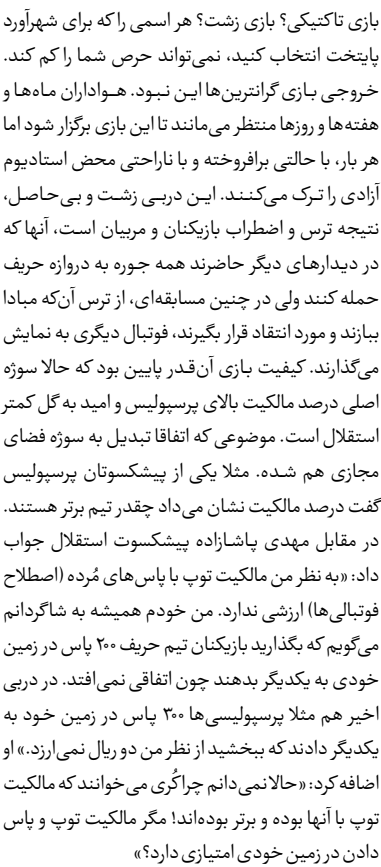 بازی تاکتیکی؟ بازی زشت؟ هر اسمی را که برای شهرآورد
پایتخت انتخاب کنید، نمی‌تواند حرص شما را کم کند.
خروجی بازی گرانترین‌ها این نبود. هواداران ماه‌ها و
هفته‌ها و روزها منتظر می‌مانند تا این بازی برگزار شود اما
هر بار، با حالتی برافروخته و با ناراحتی محض استادیوم
آزادی را ترک می‌کنند. این دربی زشت و بی‌حاصل،
نتیجه ترس و اضطراب بازیکنان و مربیان است، آنها که
در دیدارهای دیگر حاضرند همه جوره به دروازه حریف
حمله کنند ولی در چنین مسابقه‌ای، از ترس آن‌که مبادا
ببازند و مورد انتقاد قرار بگیرند، فوتبال دیگری به نمایش
می‌گذارند. کیفیت بازی آن‌قدر پایین بود که حالا سوژه
اصلی درصد مالکیت بالای پرسپولیس و امید به گل کمتر
استقلال است. موضوعی که اتفاقا تبدیل به سوژه فضای
مجازی هم شده. مثلا یکی از پیشکسوتان پرسپولیس
گفت درصد مالکیت نشان می‌داد چقدر تیم برتر هستند.
در مقابل مهدی پاشازاده پیشکسوت استقلال جواب
داد: «به نظر من مالکیت توپ با پاس‌های مُرده (اصطلاح
فوتبالی‌ها) ارزشی ندارد. من خودم همیشه به شاگردانم
می‌گویم که بگذارید بازیکنان تیم حریف ۲۰۰ پاس در زمین
خودی به یکدیگر بدهند چون اتفاقی نمی‌افتد. در دربی
اخیر هم مثلا پرسپولیسی‌ها ۳۰۰ پاس در زمین خود به
یکدیگر دادند که ببخشید از نظر من دو ریال نمی‌ارزد.» او
اضافه کرد: «حالا نمی‌دانم چرا کُری می‌خوانند که مالکیت
توپ با آنها بوده و برتر بوده‌اند! مگر مالکیت توپ و پاس
دادن در زمین خودی امتیازی دارد؟»